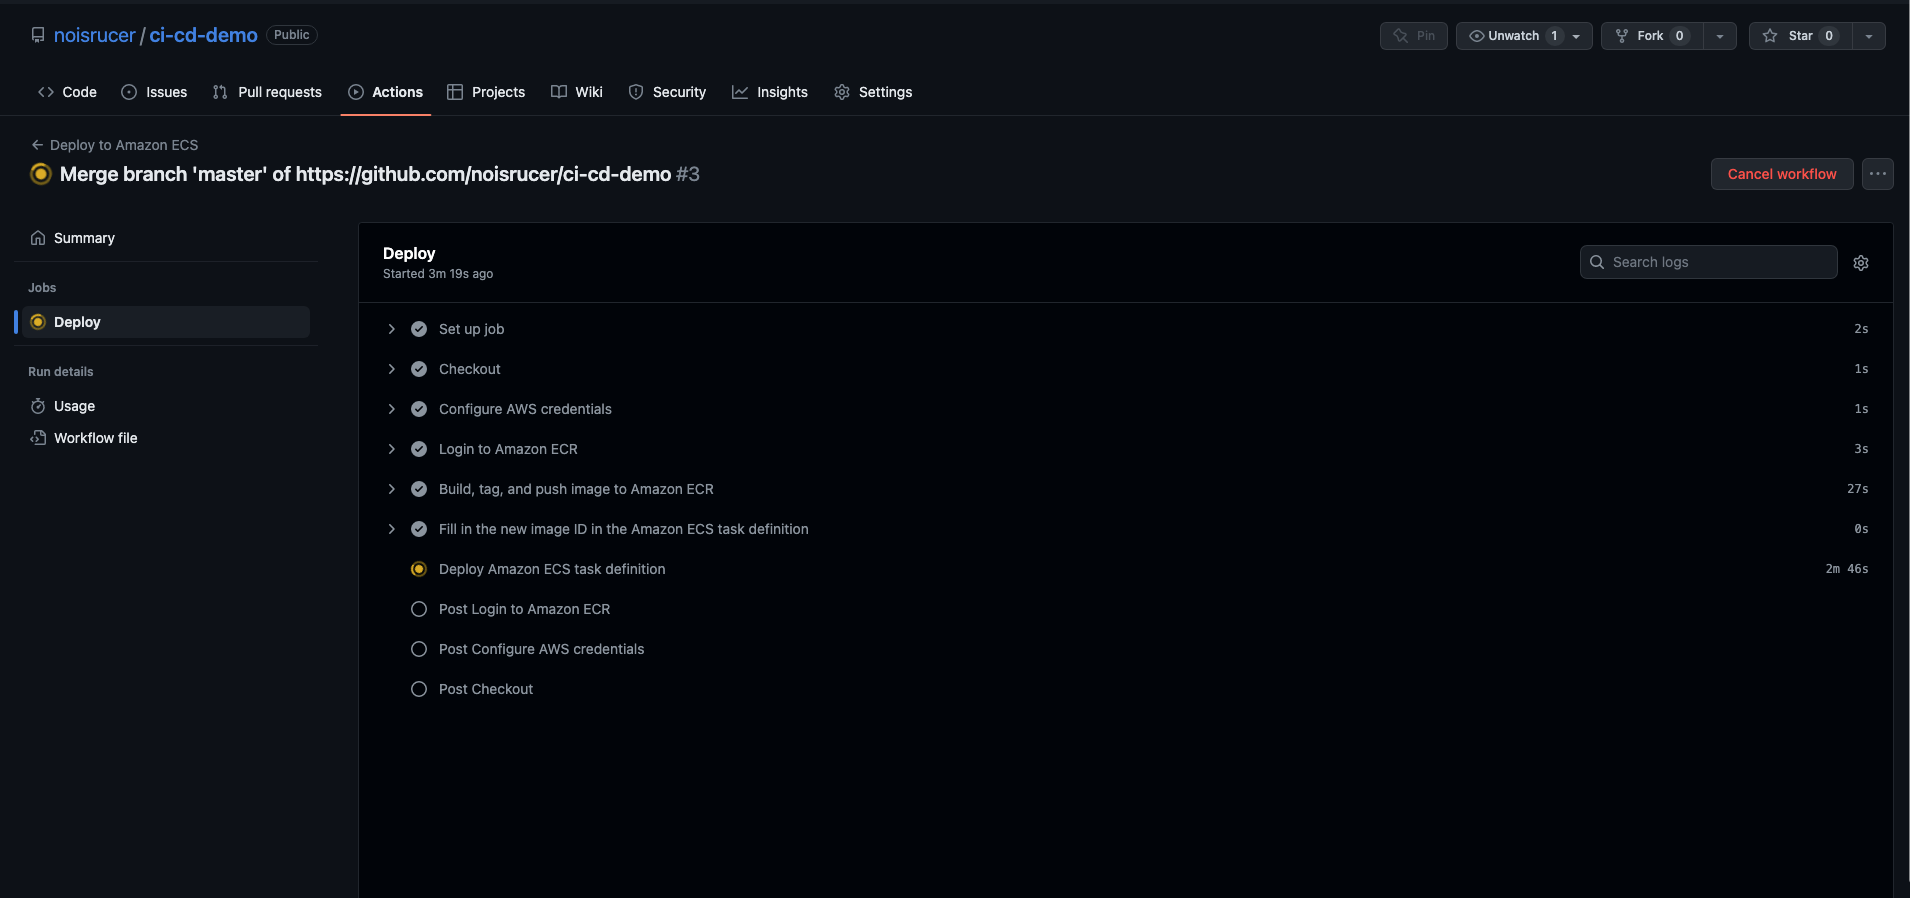 noisrucer / ci-cd-demo Public
Pin
Unwatch 1
Fork 0
Star 0
Code
Issues
Pull requests
Actions
Projects
Wiki
Security
Insights
Settings
← Deploy to Amazon ECS
Merge branch 'master' of https://github.com/noisrucer/ci-cd-demo #3
Cancel workflow
Summary
Jobs
Deploy
Run details
Usage
Workflow file
Deploy
Started 3m 19s ago
Search logs
Set up job 2s
Checkout 1s
Configure AWS credentials 1s
Login to Amazon ECR 3s
Build, tag, and push image to Amazon ECR 27s
Fill in the new image ID in the Amazon ECS task definition 0s
Deploy Amazon ECS task definition 2m 46s
Post Login to Amazon ECR
Post Configure AWS credentials
Post Checkout